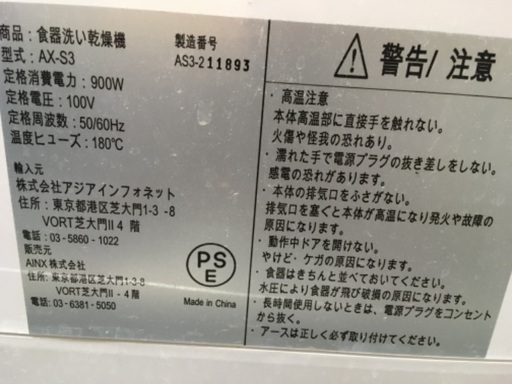 商品：食器洗い乾燥機
型式：AX-S3
定格消費電力：900W
定格電圧：100V
定格周波数：50/60Hz
温度ヒューズ：180℃
製造番号
AS3-211893
輸入元
株式会社アジアインフォネット
住所：東京都港区芝大門1-3 -8
VORT芝大門II 4 階
電話：03-5860-1022
販売元
AINX株式会社
住所: 東京都港区芝大門1-3-8
VORT芝大門II - 4階
電話：03-6381-5050
PS
E
Made in China
警告/ 注意
・高温注意
本体高温部に直接手を触れない。
火傷や怪我の恐れあり。
・濡れた手で電源プラグの抜き差しをしない。
感電の恐れがあります。
・本体の排気口をふさがない。
排気口を塞ぐと本体が高温になり発火や故障の
原因になります。
・動作中ドアを開けない。
やけど・ケガの原因になります。
・食器はきちんと並べておいてください。
水圧により食器が飛び破損の原因になります。
・長時間使用しないときは、電源プラグをコンセント
から抜く。
・アースは正しく必ず取り付けてください。